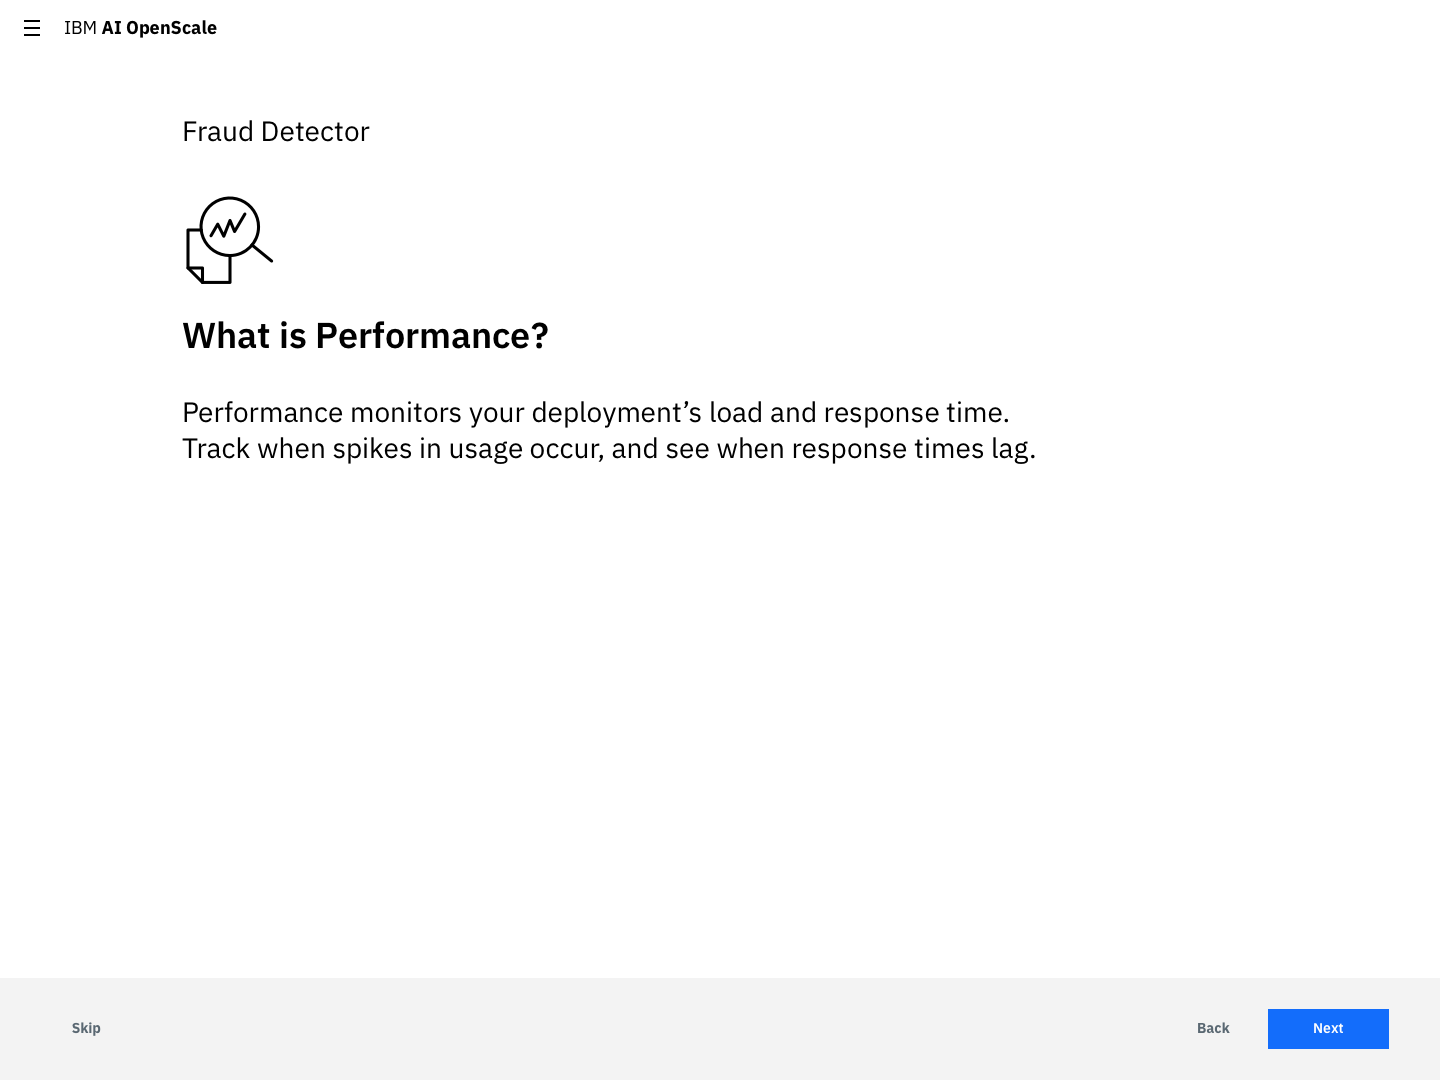 IBM AI OpenScale
Fraud Detector
What is Performance?
Performance monitors your deployment’s load and response time.
Track when spikes in usage occur, and see when response times lag.
Skip
Back
Next